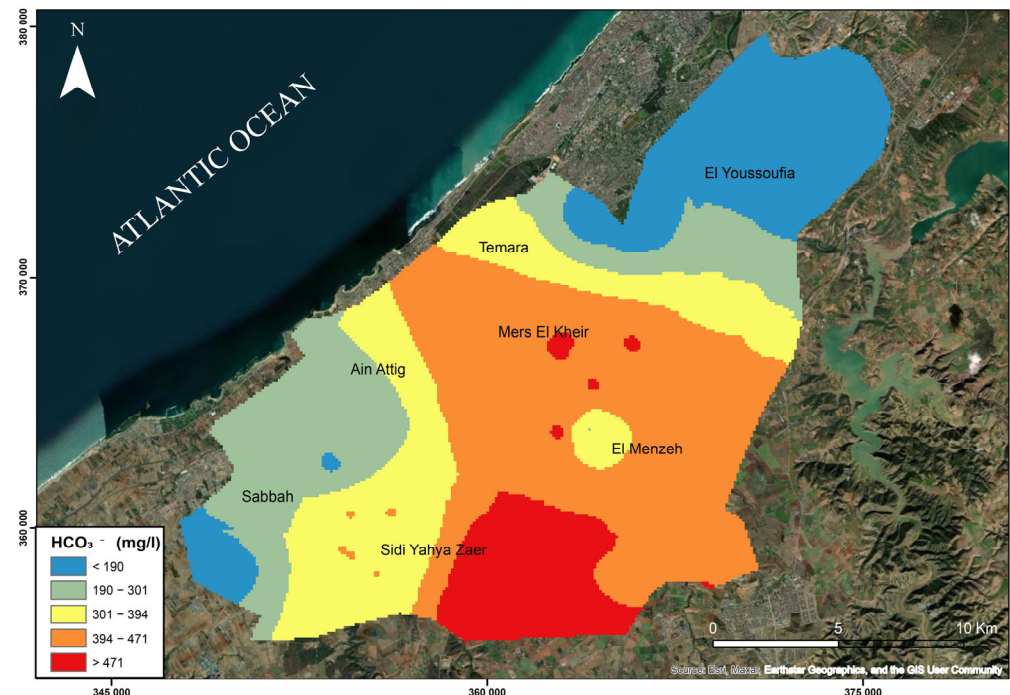 380 000
N
ATLANTIC OCEAN
El Youssoufia
Temara
370 000
Mers El Kheir
Ain Attig
El Menzeh
Sabbah
360 000
Sidi Yahya Zaer
HCO₃⁻ (mg/l)
< 190
190 – 301
301 – 394
394 – 471
> 471
0 5 10 Km
Source: Esri, Maxar, Earthstar Geographics, and the GIS User Community
345 000 360 000 375 000